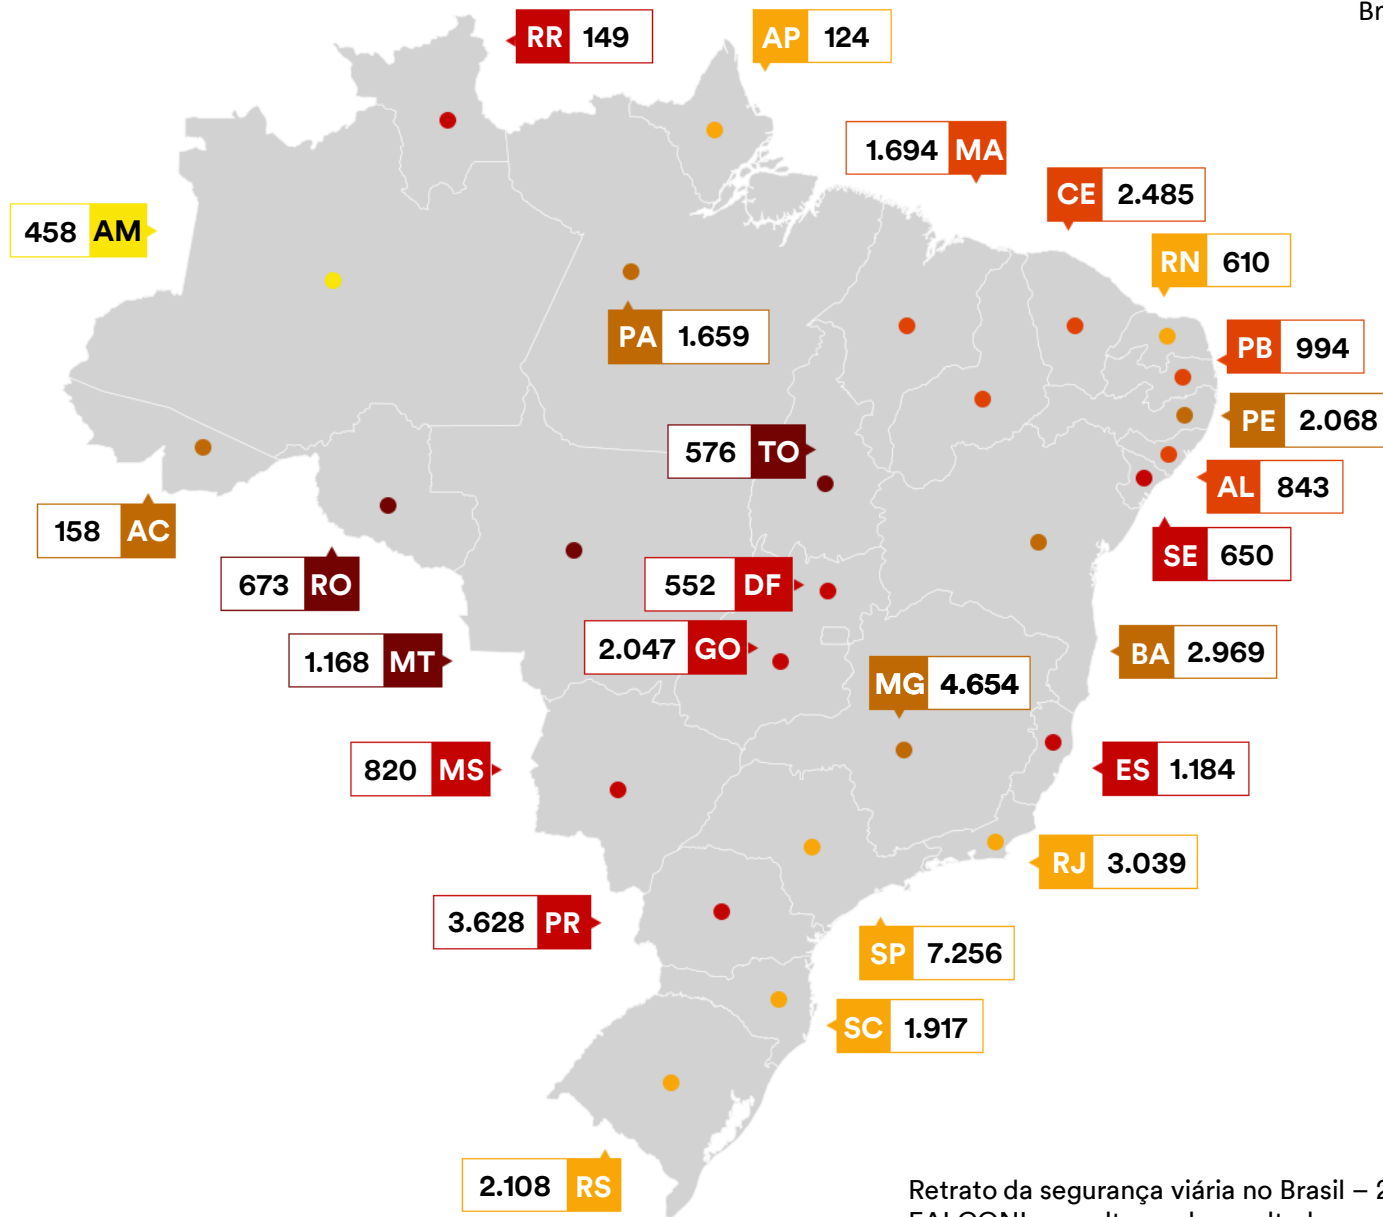 Br
RR 149
AP 124
1.694 MA
CE 2.485
458 AM
RN 610
PA 1.659
PB 994
PE 2.068
576 TO
AL 843
158 AC
SE 650
673 RO
552 DF
2.047 GO
1.168 MT
BA 2.969
MG 4.654
820 MS
ES 1.184
RJ 3.039
3.628 PR
SP 7.256
SC 1.917
2.108 RS
Retrato da segurança viária no Brasil – 2